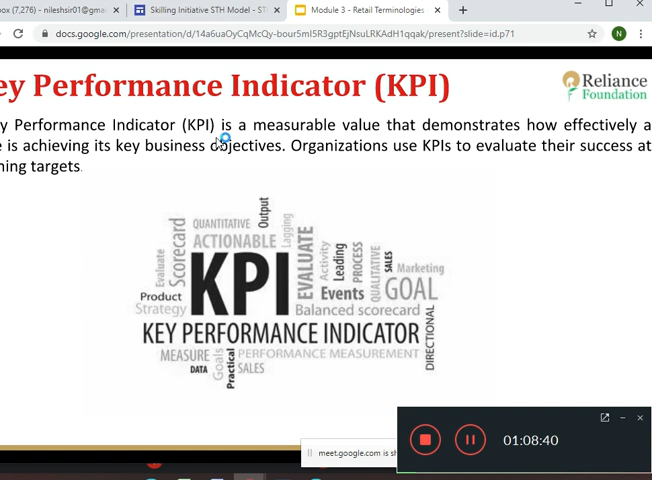 box (7,276) - nileshsir01@gma
Skilling Initiative STH Model - ST
Module 3 - Retail Terminologies
docs.google.com/presentation/d/14a6uaOyCqMcQy-bour5ml5R3gptEjNsuLRKAdH1qqak/present?slide=id.p71
N
ey Performance Indicator (KPI)
Reliance
Foundation
y Performance Indicator (KPI) is a measurable value that demonstrates how effectively a
e is achieving its key business objectives. Organizations use KPIs to evaluate their success at
ning targets.
Output
QUANTITATIVE
Lagging
Scorecard
ACTIONABLE
EVALUATE
Evaluate
KPI
Activity
Leading
PROCESS
QUALITATIVE
SALES
Marketing
Product
Events
GOAL
Strategy
Balanced scorecard
DIRECTIONAL
KEY PERFORMANCE INDICATOR
MEASURE
Goals
Practical
PERFORMANCE MEASUREMENT
DATA
SALES
meet.google.com is sh
01:08:40